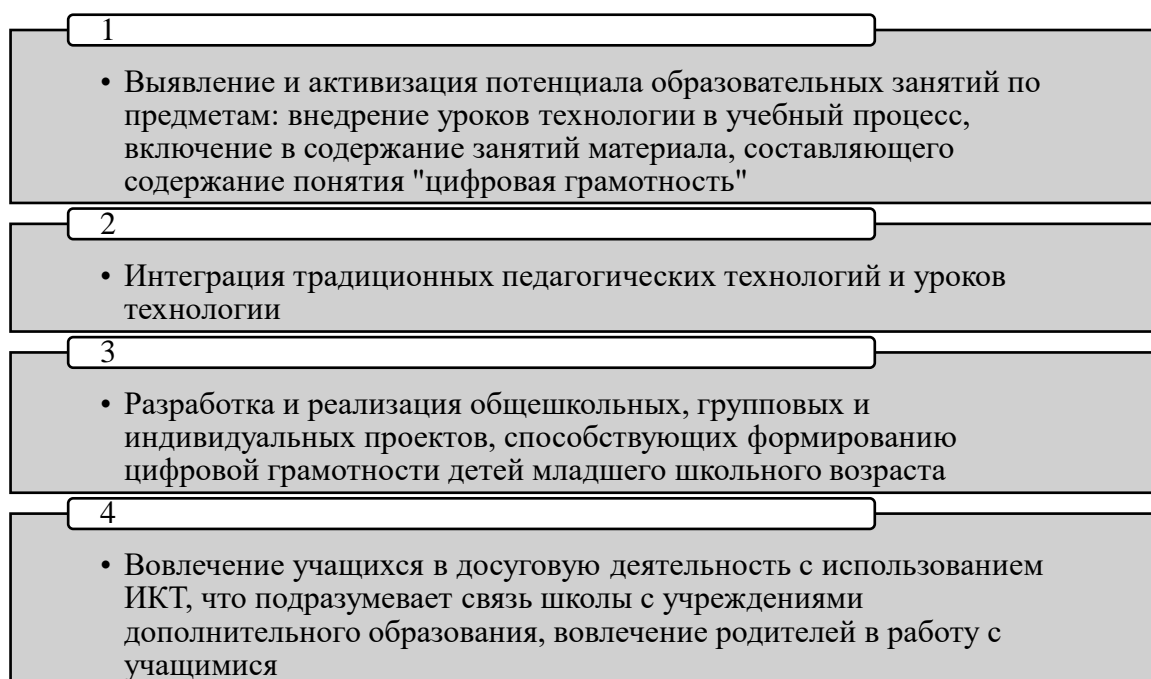 1
• Выявление и активизация потенциала образовательных занятий по
предметам: внедрение уроков технологии в учебный процесс,
включение в содержание занятий материала, составляющего
содержание понятия "цифровая грамотность"
2
• Интеграция традиционных педагогических технологий и уроков
технологии
3
• Разработка и реализация общешкольных, групповых и
индивидуальных проектов, способствующих формированию
цифровой грамотности детей младшего школьного возраста
4
• Вовлечение учащихся в досуговую деятельность с использованием
ИКТ, что подразумевает связь школы с учреждениями
дополнительного образования, вовлечение родителей в работу с
учащимися